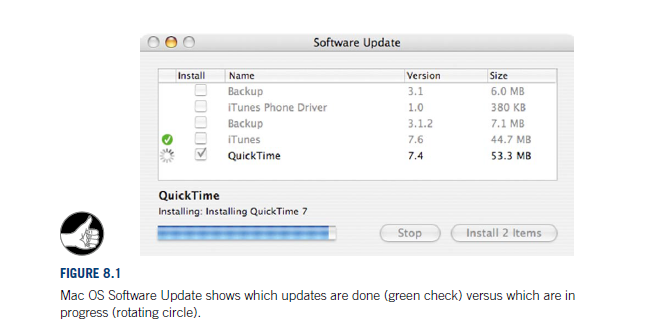 Software Update
Install Name Version Size
Backup 3.1 6.0 MB
iTunes Phone Driver 1.0 380 KB
Backup 3.1.2 7.1 MB
iTunes 7.6 44.7 MB
QuickTime 7.4 53.3 MB
QuickTime
Installing: Installing QuickTime 7
Stop Install 2 Items
FIGURE 8.1
Mac OS Software Update shows which updates are done (green check) versus which are in
progress (rotating circle).